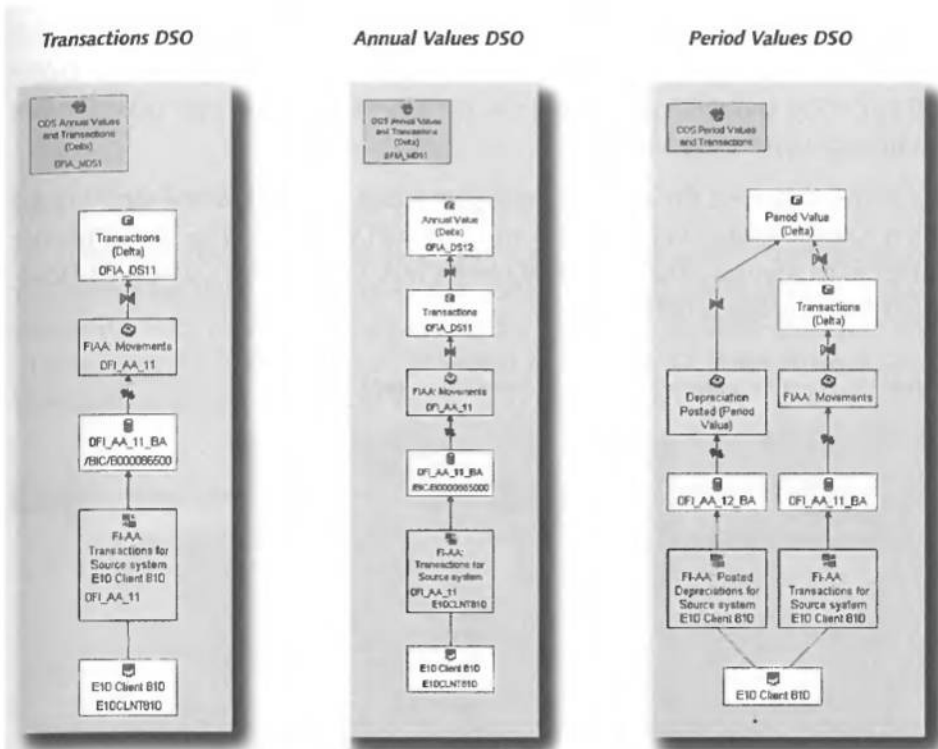 Transactions DSO
ODS Annual Values
and Transactions
(Delta)
0FIA_MDS1
Transactions
(Delta)
0FIA_DS11
FIAA: Movements
0FI_AA_11
0FI_AA_11_BA
/BIC/B000086500
FI-AA
Transactions for
Source system
E10 Client 810
0FI_AA_11
E10 Client 810
E10CLNT810
Annual Values DSO
ODS Period Values
and Transactions
(Delta)
0FIA_MDS1
Annual Value
(Delta)
0FIA_DS12
Transactions
0FIA_DS11
FIAA: Movements
0FI_AA_11
0FI_AA_11_BA
/BIC/B0000865000
FI-AA:
Transactions for
Source system
0FI_AA_11
E10CLNT810
E10 Client 810
E10CLNT810
Period Values DSO
ODS Period Values
and Transactions
Period Value
(Delta)
Transactions
(Delta)
Depreciation
Posted (Period
Value)
FIAA: Movements
0FI_AA_12_BA
0FI_AA_11_BA
FI-AA: Posted
Depreciations for
Source system
E10 Client 810
FI-AA:
Transactions for
Source system
E10 Client 810
E10 Client 810